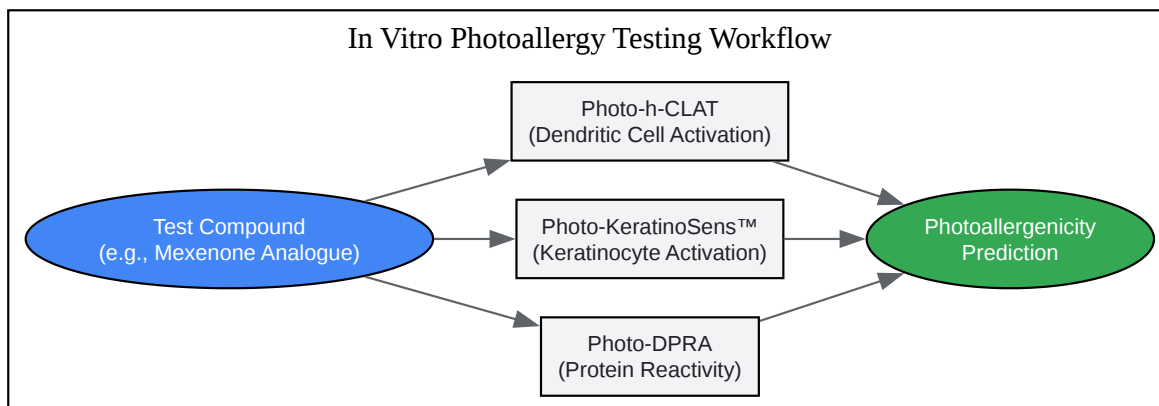 In Vitro Photoallergy Testing Workflow
Photo-h-CLAT
(Dendritic Cell Activation)
Test Compound
(e.g., Mexenone Analogue)
Photo-KeratinoSens™
(Keratinocyte Activation)
Photoallergenicity
Prediction
Photo-DPRA
(Protein Reactivity)